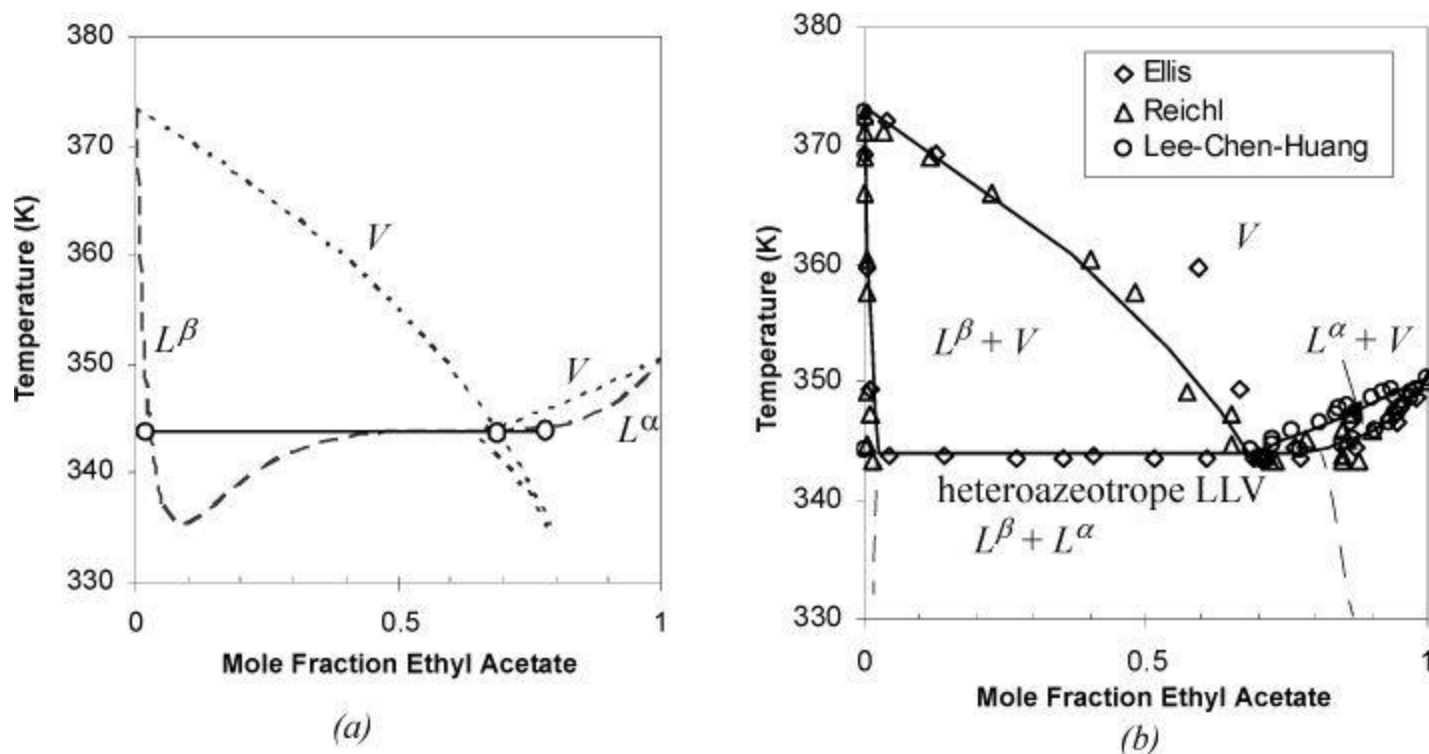 380
370
360
350
340
330
Temperature (K)
V
L^β
V
L^α
0
0.5
1
Mole Fraction Ethyl Acetate
(a)
380
370
360
350
340
330
Temperature (K)
Ellis
Reichl
Lee-Chen-Huang
V
L^β + V
L^α + V
heteroazeotrope LLV
L^β + L^α
0
0.5
1
Mole Fraction Ethyl Acetate
(b)